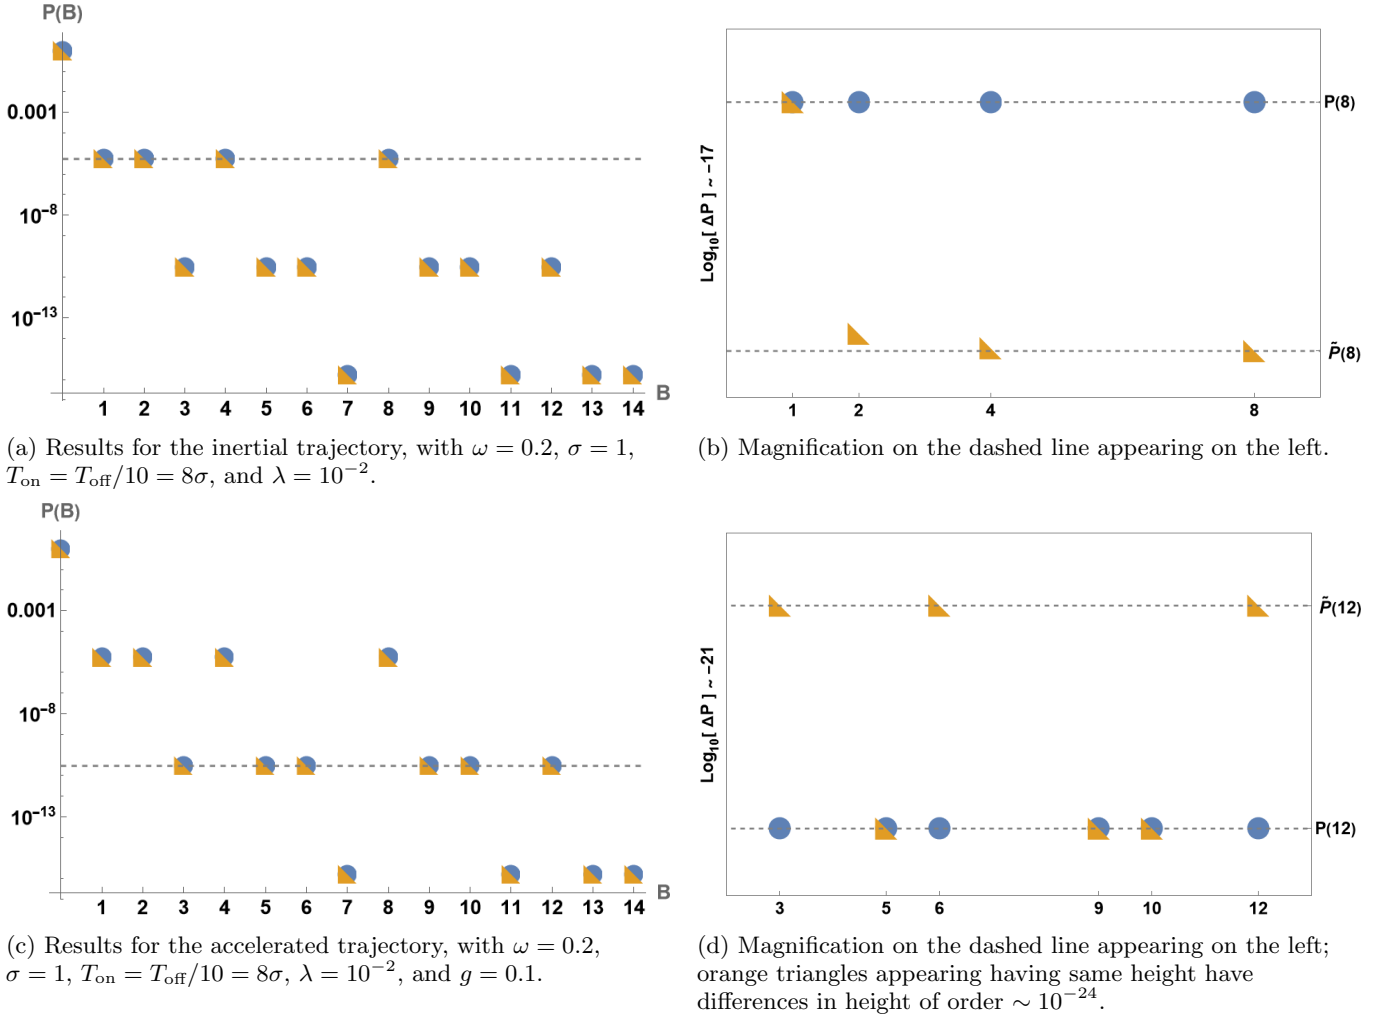 P(B)
0.001
10⁻⁸
10⁻¹³
1 2 3 4 5 6 7 8 9 10 11 12 13 14
B
(a) Results for the inertial trajectory, with ω = 0.2, σ = 1,
T_on = T_off/10 = 8σ, and λ = 10⁻².
Log₁₀[ ΔP ] ~ −17
P(8)
P̃(8)
1 2 4 8
(b) Magnification on the dashed line appearing on the left.
P(B)
0.001
10⁻⁸
10⁻¹³
1 2 3 4 5 6 7 8 9 10 11 12 13 14
B
(c) Results for the accelerated trajectory, with ω = 0.2,
σ = 1, T_on = T_off/10 = 8σ, λ = 10⁻², and g = 0.1.
Log₁₀[ ΔP ] ~ −21
P̃(12)
P(12)
3 5 6 9 10 12
(d) Magnification on the dashed line appearing on the left;
orange triangles appearing having same height have
differences in height of order ∼ 10⁻²⁴.